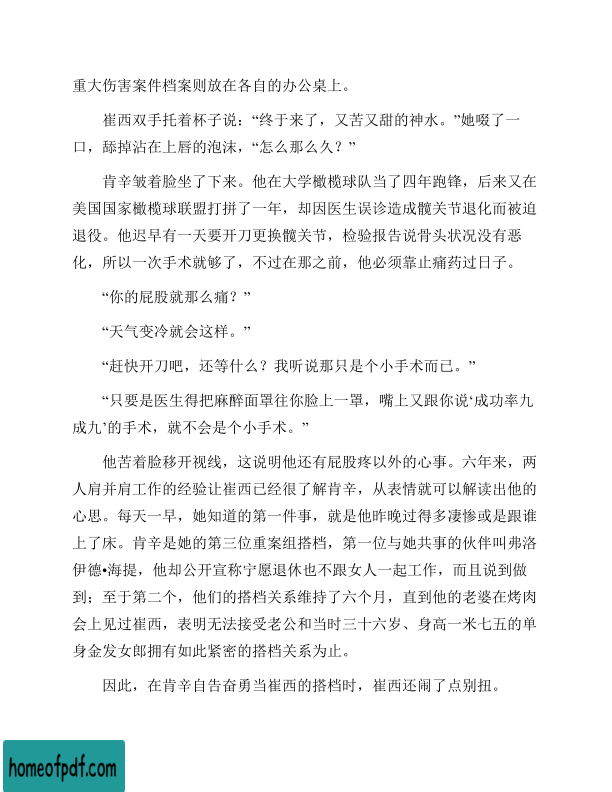 重大伤害案件档案则放在各自的办公桌上。
崔西双手托着杯子说：“终于来了，又苦又甜的神水。”她啜了一
口，舔掉沾在上唇的泡沫，“怎么那么久？”
肯辛皱着脸坐了下来。他在大学橄榄球队当了四年跑锋，后来又在
美国国家橄榄球联盟打拼了一年，却因医生误诊造成髋关节退化而被迫
退役。他迟早有一天要开刀更换髋关节，检验报告说骨头状况没有恶
化，所以一次手术就够了，不过在那之前，他必须靠止痛药过日子。
“你的屁股就那么痛？”
“天气变冷就会这样。”
“赶快开刀吧，还等什么？我听说那只是个小手术而已。”
“只要是医生得把麻醉面罩往你脸上一罩，嘴上又跟你说‘成功率九
成九’的手术，就不会是个小手术。”
他苦着脸移开视线，这说明他还有屁股疼以外的心事。六年来，两
人肩并肩工作的经验让崔西已经很了解肯辛，从表情就可以解读出他的
心思。每天一早，她知道的第一件事，就是他昨晚过得多凄惨或是跟谁
上了床。肯辛是她的第三位重案组搭档，第一位与她共事的伙伴叫弗洛
伊德•海提，他却公开宣称宁愿退休也不跟女人一起工作，而且说到做
到；至于第二个，他们的搭档关系维持了六个月，直到他的老婆在烤肉
会上见过崔西，表明无法接受老公和当时三十六岁、身高一米七五的单
身金发女郎拥有如此紧密的搭档关系为止。
因此，在肯辛自告奋勇当崔西的搭档时，崔西还闹了点别扭。
homeofpdf.com